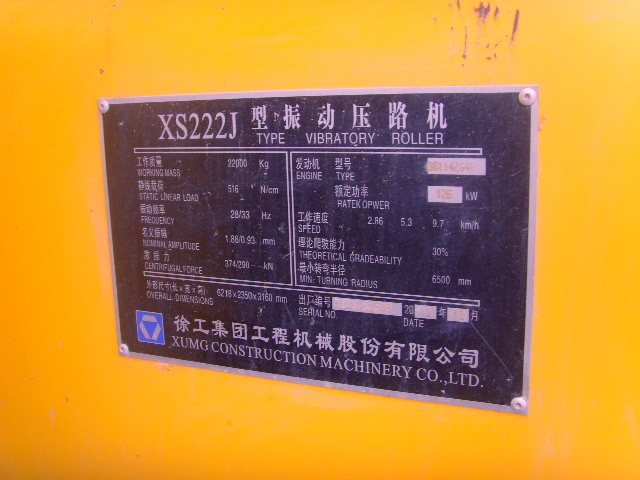 XS222J 型振动压路机
TYPE VIBRATORY ROLLER
工作质量 22000 Kg
WORKING MASS
静线载荷 516 N/cm
STATIC LINEAR LOAD
振动频率 28/33 Hz
FREQUENCY
名义振幅 1.86/0.93 mm
NOMINAL AMPLITUDE
激振力 374/290 kN
CENTRIFUGAL FORCE
外形尺寸(长×宽×高) 6218×2350×3160 mm
OVERALL DIMENSIONS
发动机 型号
ENGINE TYPE
额定功率 kW
RATEK OPWER
工作速度 2.86 5.3 9.7 km/h
SPEED
理论爬坡能力 30%
THEORETICAL GRADEABILITY
最小转弯半径 6500 mm
MIN. TURNING RADIUS
出厂编号 20 年 月
SERIAL NO DATE
徐工集团工程机械股份有限公司
XUMG CONSTRUCTION MACHINERY CO.,LTD.